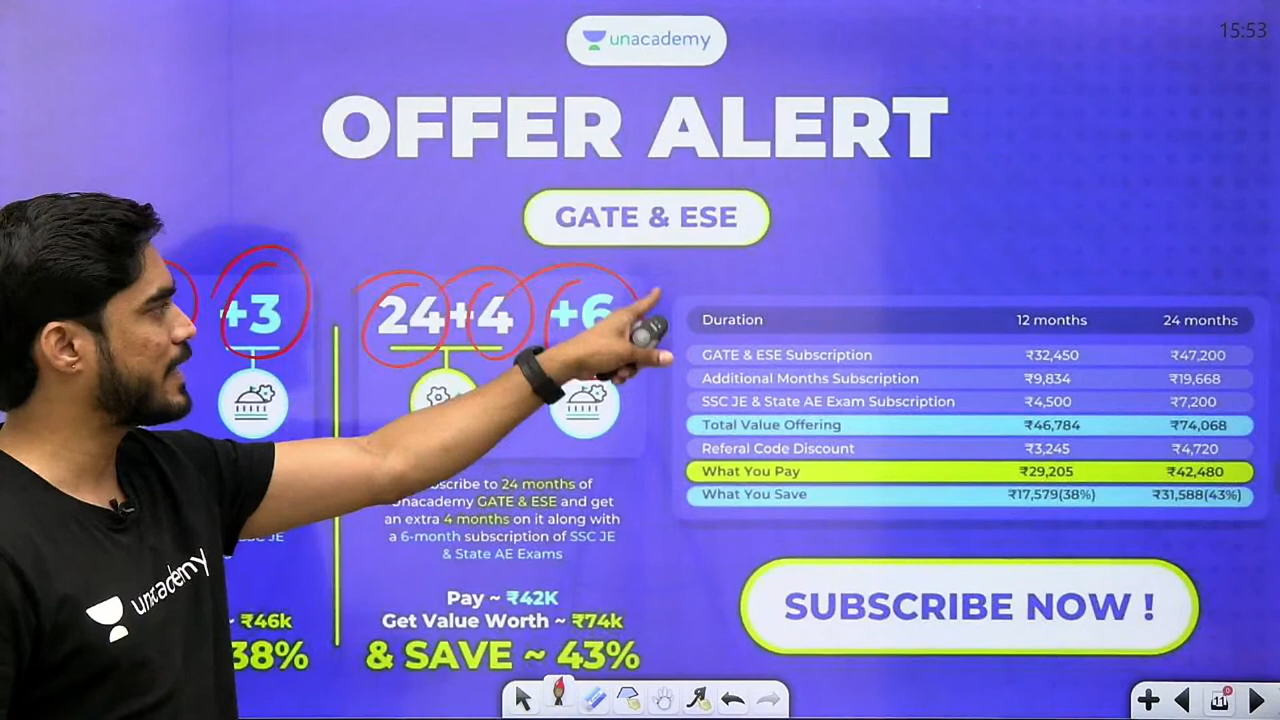 unacademy
15:53
OFFER ALERT
GATE & ESE
+3
24+4 +6
Duration 12 months 24 months
GATE & ESE Subscription ₹32,450 ₹47,200
Additional Months Subscription ₹9,834 ₹19,668
SSC JE & State AE Exam Subscription ₹4,500 ₹7,200
Total Value Offering ₹46,784 ₹74,068
Referal Code Discount ₹3,245 ₹4,720
What You Pay ₹29,205 ₹42,480
What You Save ₹17,579(38%) ₹31,588(43%)
24 months of
Unacademy GATE & ESE and get
an extra 4 months on it along with
a 6-month subscription of SSC JE
& State AE Exams
SSC JE
Pay ~ ₹42K
Get Value Worth ~ ₹74k
& SAVE ~ 43%
~ ₹46k
38%
SUBSCRIBE NOW !
unacademy
11